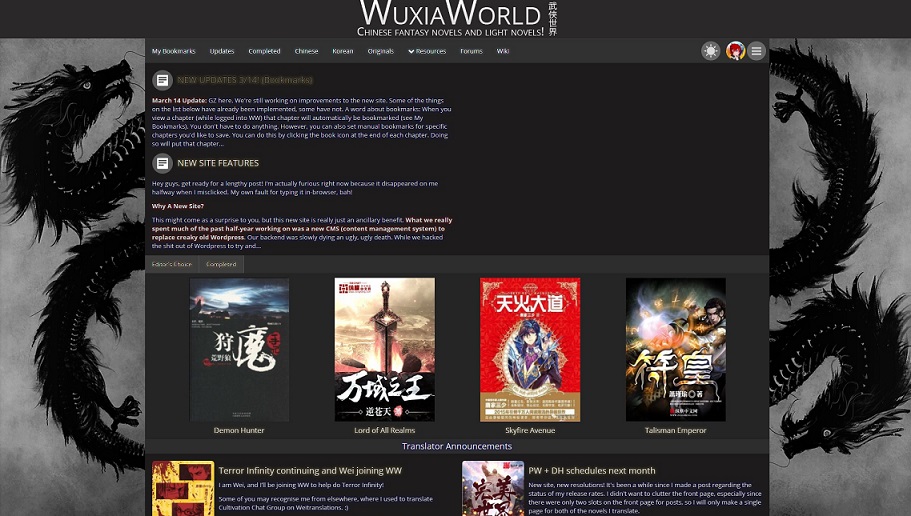 WuxiaWorld
武俠世界
Chinese fantasy novels and light novels!
My Bookmarks Updates Completed Chinese Korean Originals Resources Forums Wiki
NEW UPDATES 3/14! (Bookmarks)
March 14 Update: GZ here. We're still working on improvements to the new site. Some of the things
on the list below have already been implemented, some have not. A word about bookmarks: When you
view a chapter (while logged into WW) that chapter will automatically be bookmarked (see My
Bookmarks). You don't have to do anything. However, you can also set manual bookmarks for specific
chapters you'd like to save. You can do this by clicking the book icon at the end of each chapter. Doing
so will put that chapter...
NEW SITE FEATURES
Hey guys, get ready for a lengthy post! I'm actually furious right now because it disappeared on me
halfway when I misclicked. My own fault for typing it in-browser, bah!
Why A New Site?
This might come as a surprise to you, but this new site is really just an ancillary benefit. What we really
spent much of the past half-year working on was a new CMS (content management system) to
replace creaky old Wordpress. Our backend was slowly dying an ugly, ugly death. While we hacked
the shit out of Wordpress to try and...
Editor's Choice Completed
狩魔
荒野狼
万域之王
逆苍天
天火大道
符皇
萧瑾瑜 著
Demon Hunter Lord of All Realms Skyfire Avenue Talisman Emperor
Translator Announcements
Terror Infinity continuing and Wei joining WW
I am Wei, and I'll be joining WW to help do Terror Infinity!
Some of you may recognise me from elsewhere, where I used to translate
Cultivation Chat Group on Weitranslations. :)
PW + DH schedules next month
New site, new resolutions! It's been a while since I made a post regarding the
status of my release rates. I didn't want to clutter the front page, especially since
there were only two slots on the front page for posts, so I will only make a single
page for both of the novels I translate.